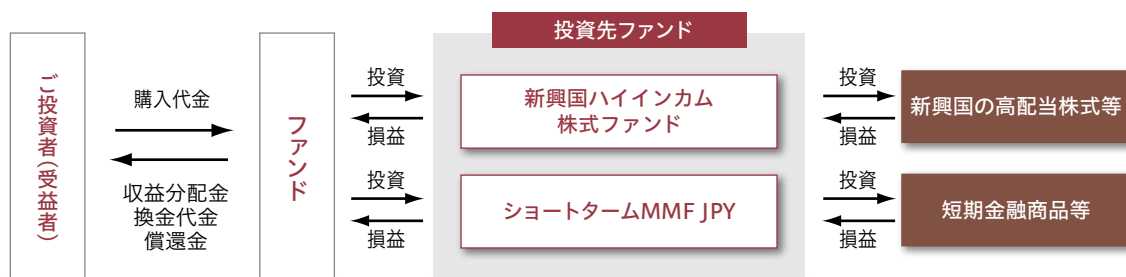 投資先ファンド
ご投資者(受益者)
購入代金
収益分配金
換金代金
償還金
ファンド
投資
損益
新興国ハイインカム
株式ファンド
投資
損益
新興国の高配当株式等
投資
損益
ショートタームMMF JPY
投資
損益
短期金融商品等